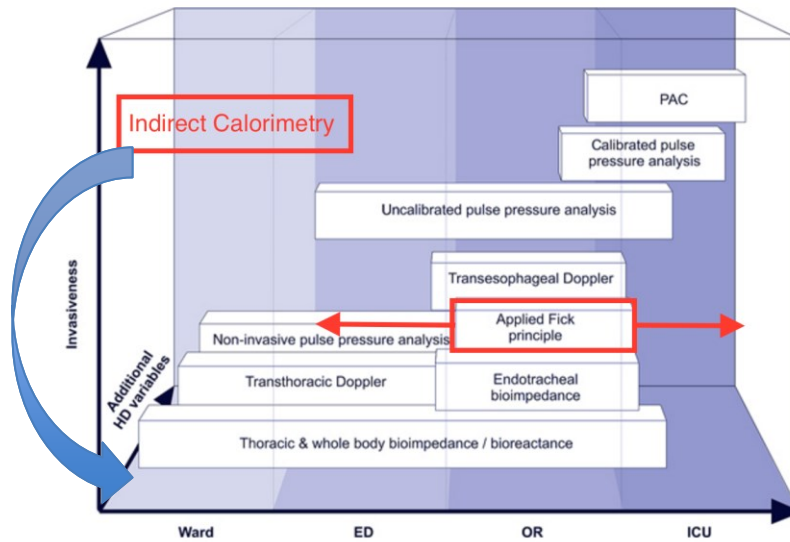 PAC
Indirect Calorimetry
Calibrated pulse
pressure analysis
Uncalibrated pulse pressure analysis
Transesophageal Doppler
Applied Fick
principle
Non-invasive pulse pressure analysis
Transthoracic Doppler
Endotracheal
bioimpedance
Thoracic & whole body bioimpedance / bioreactance
Invasiveness
Additional
HD variables
Ward
ED
OR
ICU